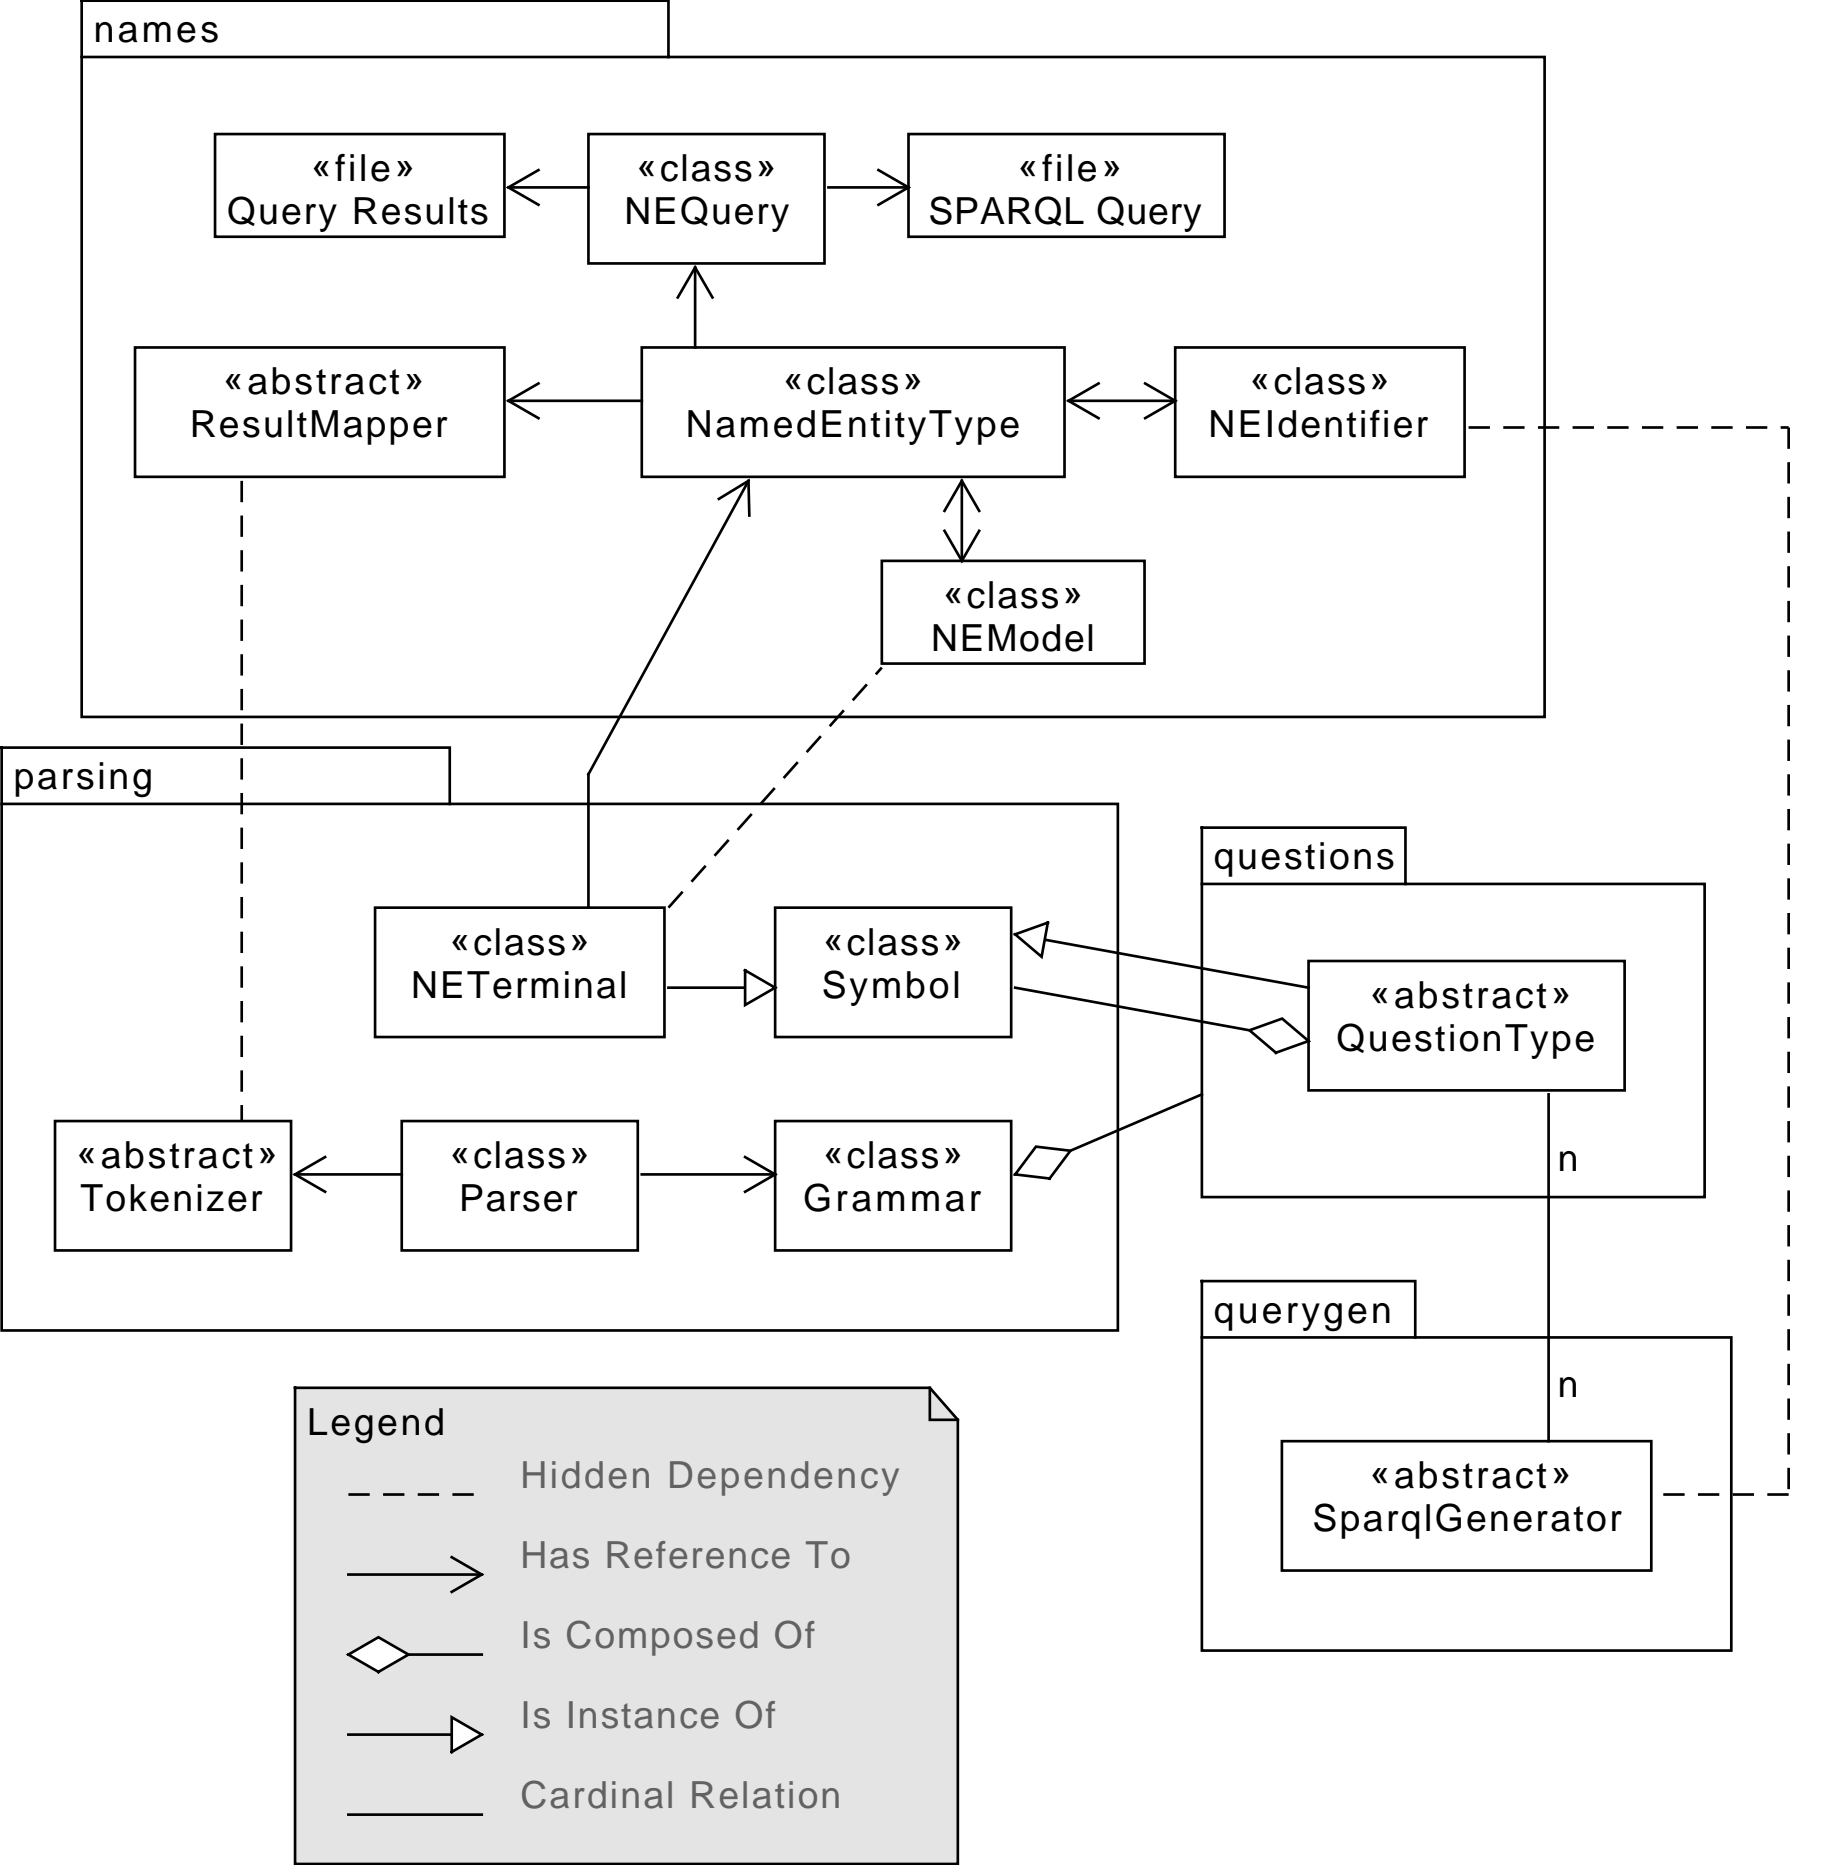 names
«file»
Query Results
«class»
NEQuery
«file»
SPARQL Query
«abstract»
ResultMapper
«class»
NamedEntityType
«class»
NEIdentifier
«class»
NEModel
parsing
questions
«class»
NETerminal
«class»
Symbol
«abstract»
QuestionType
«abstract»
Tokenizer
«class»
Parser
«class»
Grammar
n
querygen
n
«abstract»
SparqlGenerator
Legend
Hidden Dependency
Has Reference To
Is Composed Of
Is Instance Of
Cardinal Relation